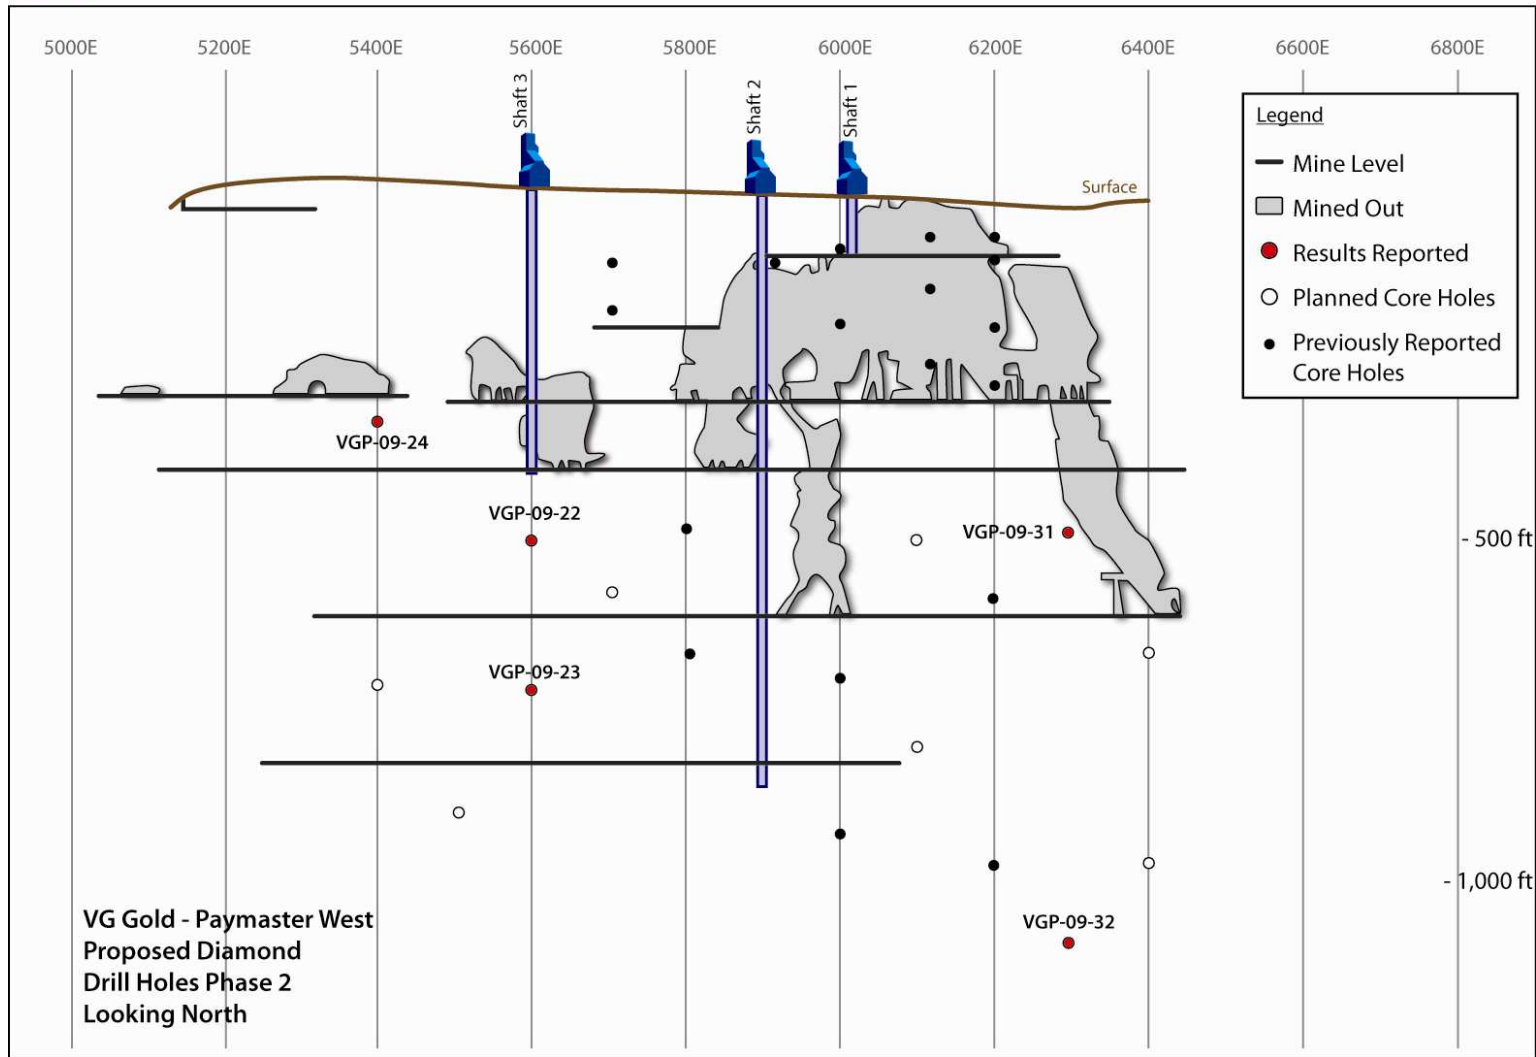 5000E 5200E 5400E 5600E 5800E 6000E 6200E 6400E 6600E 6800E
Shaft 3
Shaft 2
Shaft 1
Legend
Mine Level
Mined Out
Results Reported
Planned Core Holes
Previously Reported
Core Holes
Surface
VGP-09-24
VGP-09-22
VGP-09-31
- 500 ft
VGP-09-23
- 1,000 ft
VGP-09-32
VG Gold - Paymaster West
Proposed Diamond
Drill Holes Phase 2
Looking North